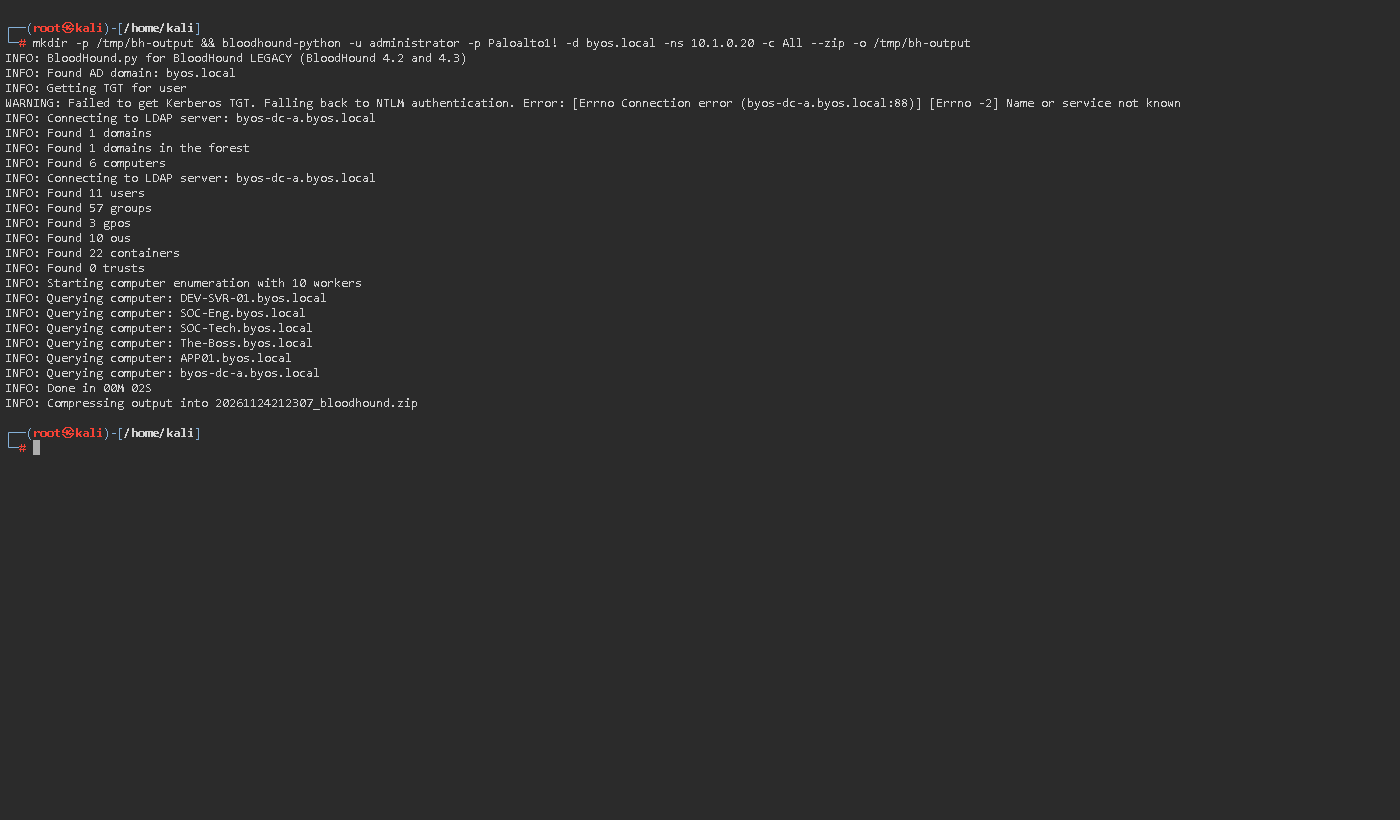 ┌──(root㉿kali)-[/home/kali]
└─# mkdir -p /tmp/bh-output && bloodhound-python -u administrator -p Paloalto1! -d byos.local -ns 10.1.0.20 -c All --zip -o /tmp/bh-output
INFO: BloodHound.py for BloodHound LEGACY (BloodHound 4.2 and 4.3)
INFO: Found AD domain: byos.local
INFO: Getting TGT for user
WARNING: Failed to get Kerberos TGT. Falling back to NTLM authentication. Error: [Errno Connection error (byos-dc-a.byos.local:88)] [Errno -2] Name or service not known
INFO: Connecting to LDAP server: byos-dc-a.byos.local
INFO: Found 1 domains
INFO: Found 1 domains in the forest
INFO: Found 6 computers
INFO: Connecting to LDAP server: byos-dc-a.byos.local
INFO: Found 11 users
INFO: Found 57 groups
INFO: Found 3 gpos
INFO: Found 10 ous
INFO: Found 22 containers
INFO: Found 0 trusts
INFO: Starting computer enumeration with 10 workers
INFO: Querying computer: DEV-SVR-01.byos.local
INFO: Querying computer: SOC-Eng.byos.local
INFO: Querying computer: SOC-Tech.byos.local
INFO: Querying computer: The-Boss.byos.local
INFO: Querying computer: APP01.byos.local
INFO: Querying computer: byos-dc-a.byos.local
INFO: Done in 00M 02S
INFO: Compressing output into 20261124212307_bloodhound.zip
┌──(root㉿kali)-[/home/kali]
└─#